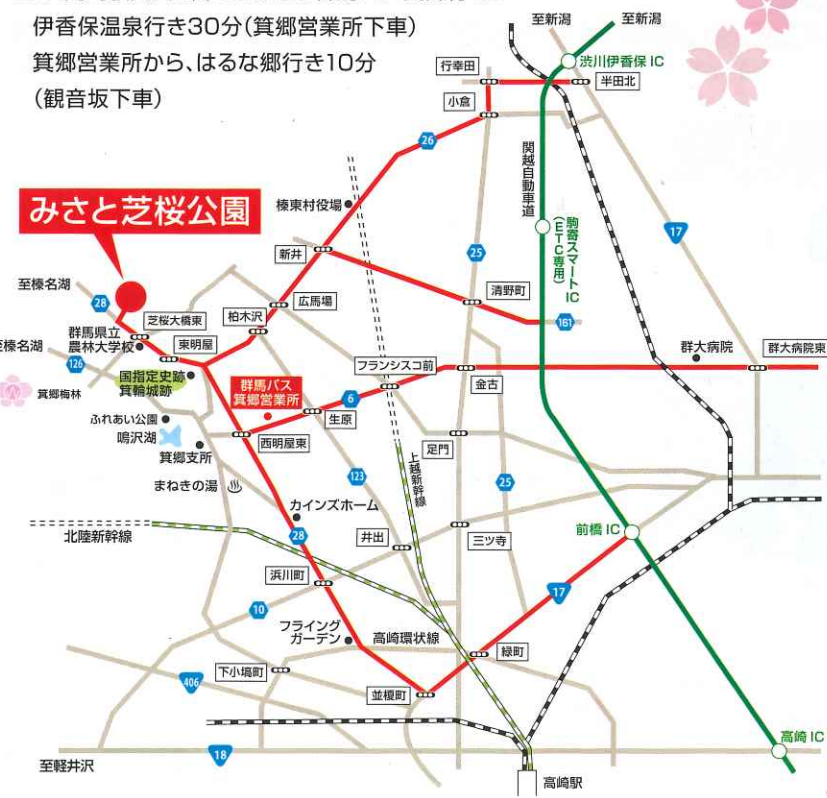 伊香保温泉行き30分(箕郷営業所下車)
箕郷営業所から、はるな郷行き10分
(観音坂下車)
至新潟
至新潟
渋川伊香保 IC
行幸田
半田北
小倉
26
関越自動車道
みさと芝桜公園
榛東村役場
駒寄スマートIC
(ETC専用)
17
新井
25
至榛名湖
28
清野町
広馬場
161
芝桜大橋東
柏木沢
群馬県立
農林大学校
東明屋
至榛名湖
126
フランシスコ前
群大病院
群大病院東
国指定史跡
箕輪城跡
群馬バス
箕郷営業所
金古
箕郷梅林
6
ふれあい公園
生原
鳴沢湖
西明屋東
足門
箕郷支所
上越新幹線
123
25
まねきの湯
カインズホーム
北陸新幹線
28
井出
三ツ寺
前橋 IC
浜川町
17
10
フライング
ガーデン
高崎環状線
緑町
下小塙町
406
並榎町
高崎 IC
18
至軽井沢
高崎駅